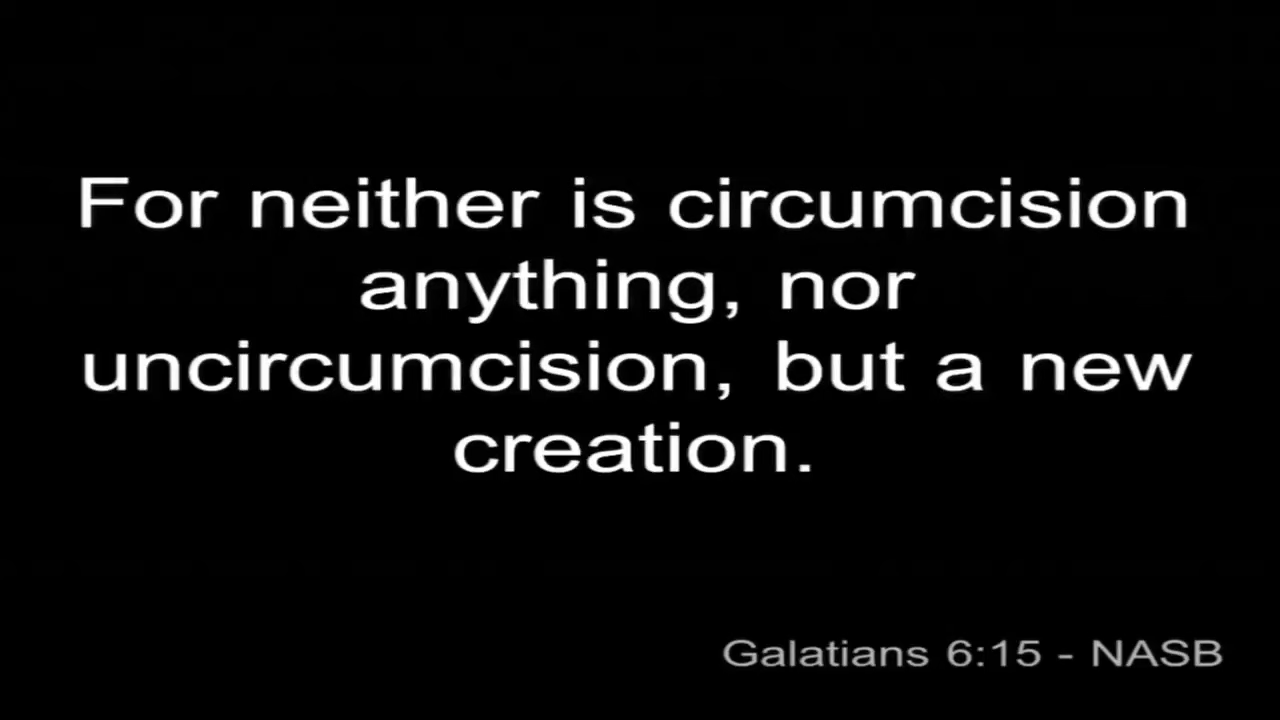 For neither is circumcision
anything, nor
uncircumcision, but a new
creation.
Galatians 6:15 - NASB